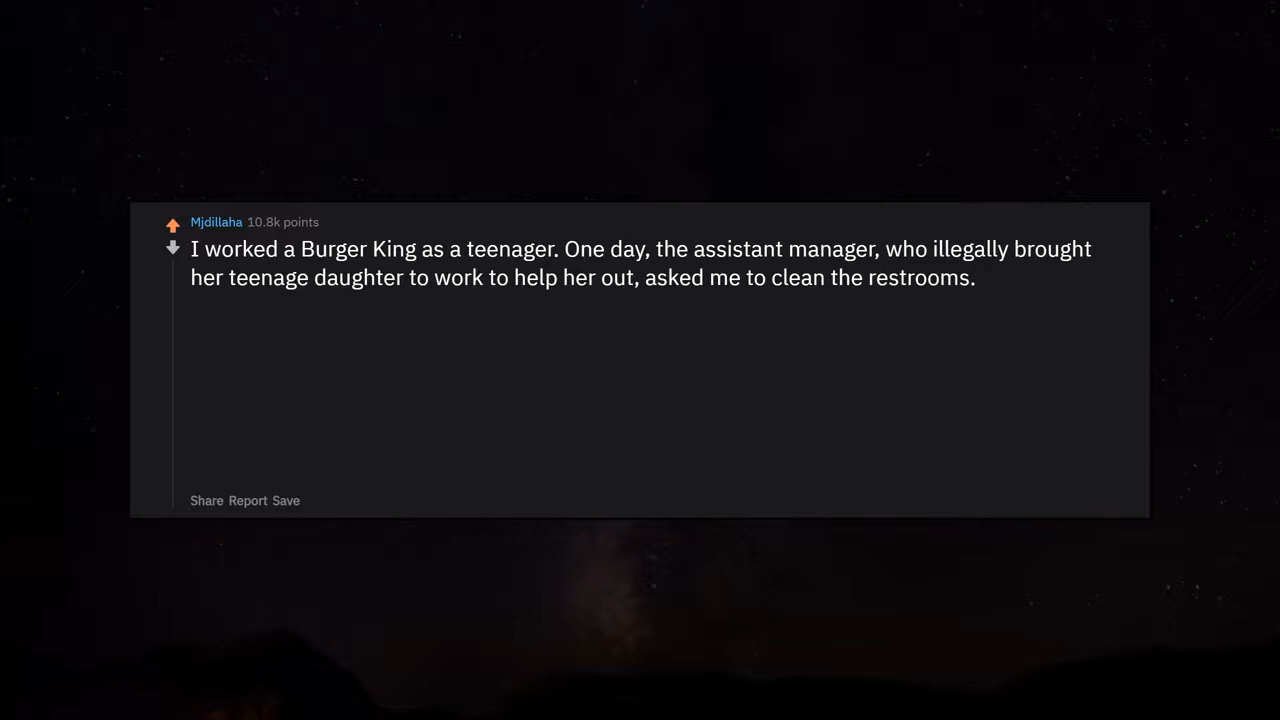 Mjdillaha 10.8k points
I worked a Burger King as a teenager. One day, the assistant manager, who illegally brought
her teenage daughter to work to help her out, asked me to clean the restrooms.
Share Report Save